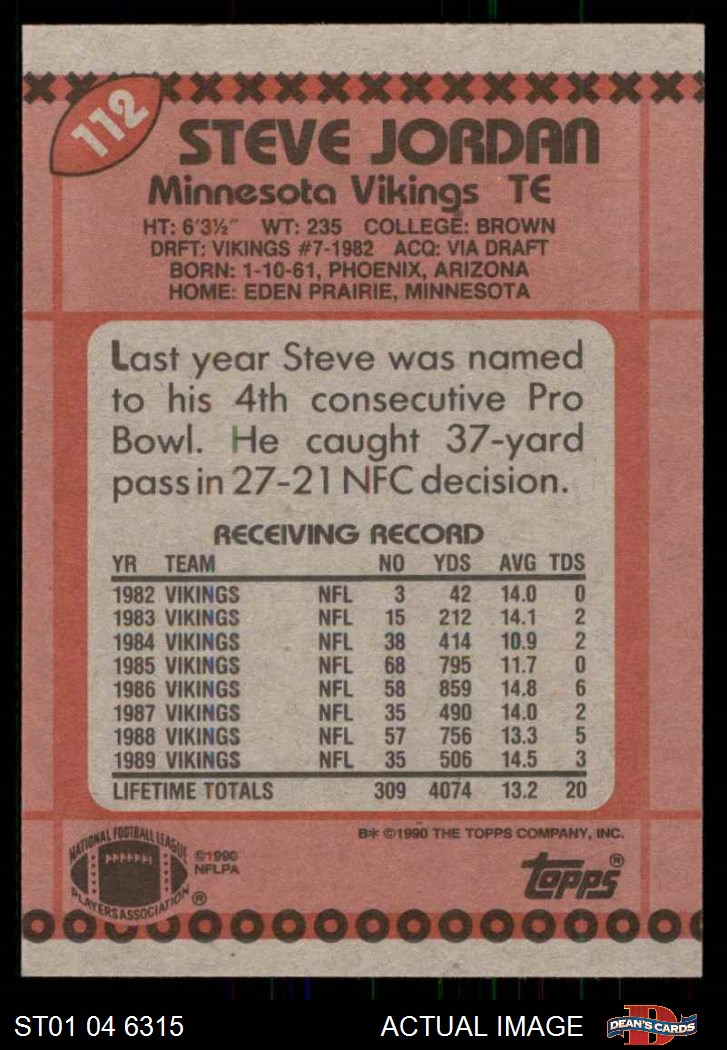 112
STEVE JORDAN
Minnesota Vikings TE
HT: 6'3½" WT: 235 COLLEGE: BROWN
DRFT: VIKINGS #7-1982 ACQ: VIA DRAFT
BORN: 1-10-61, PHOENIX, ARIZONA
HOME: EDEN PRAIRIE, MINNESOTA
Last year Steve was named
to his 4th consecutive Pro
Bowl. He caught 37-yard
pass in 27-21 NFC decision.
RECEIVING RECORD
YR TEAM NO YDS AVG TDS
1982 VIKINGS NFL 3 42 14.0 0
1983 VIKINGS NFL 15 212 14.1 2
1984 VIKINGS NFL 38 414 10.9 2
1985 VIKINGS NFL 68 795 11.7 0
1986 VIKINGS NFL 58 859 14.8 6
1987 VIKINGS NFL 35 490 14.0 2
1988 VIKINGS NFL 57 756 13.3 5
1989 VIKINGS NFL 35 506 14.5 3
LIFETIME TOTALS 309 4074 13.2 20
B* ©1990 THE TOPPS COMPANY, INC.
NATIONAL FOOTBALL LEAGUE
PLAYERS ASSOCIATION ®
©1990
NFLPA
topps®
ST01 04 6315
ACTUAL IMAGE
D
DEAN'S CARDS